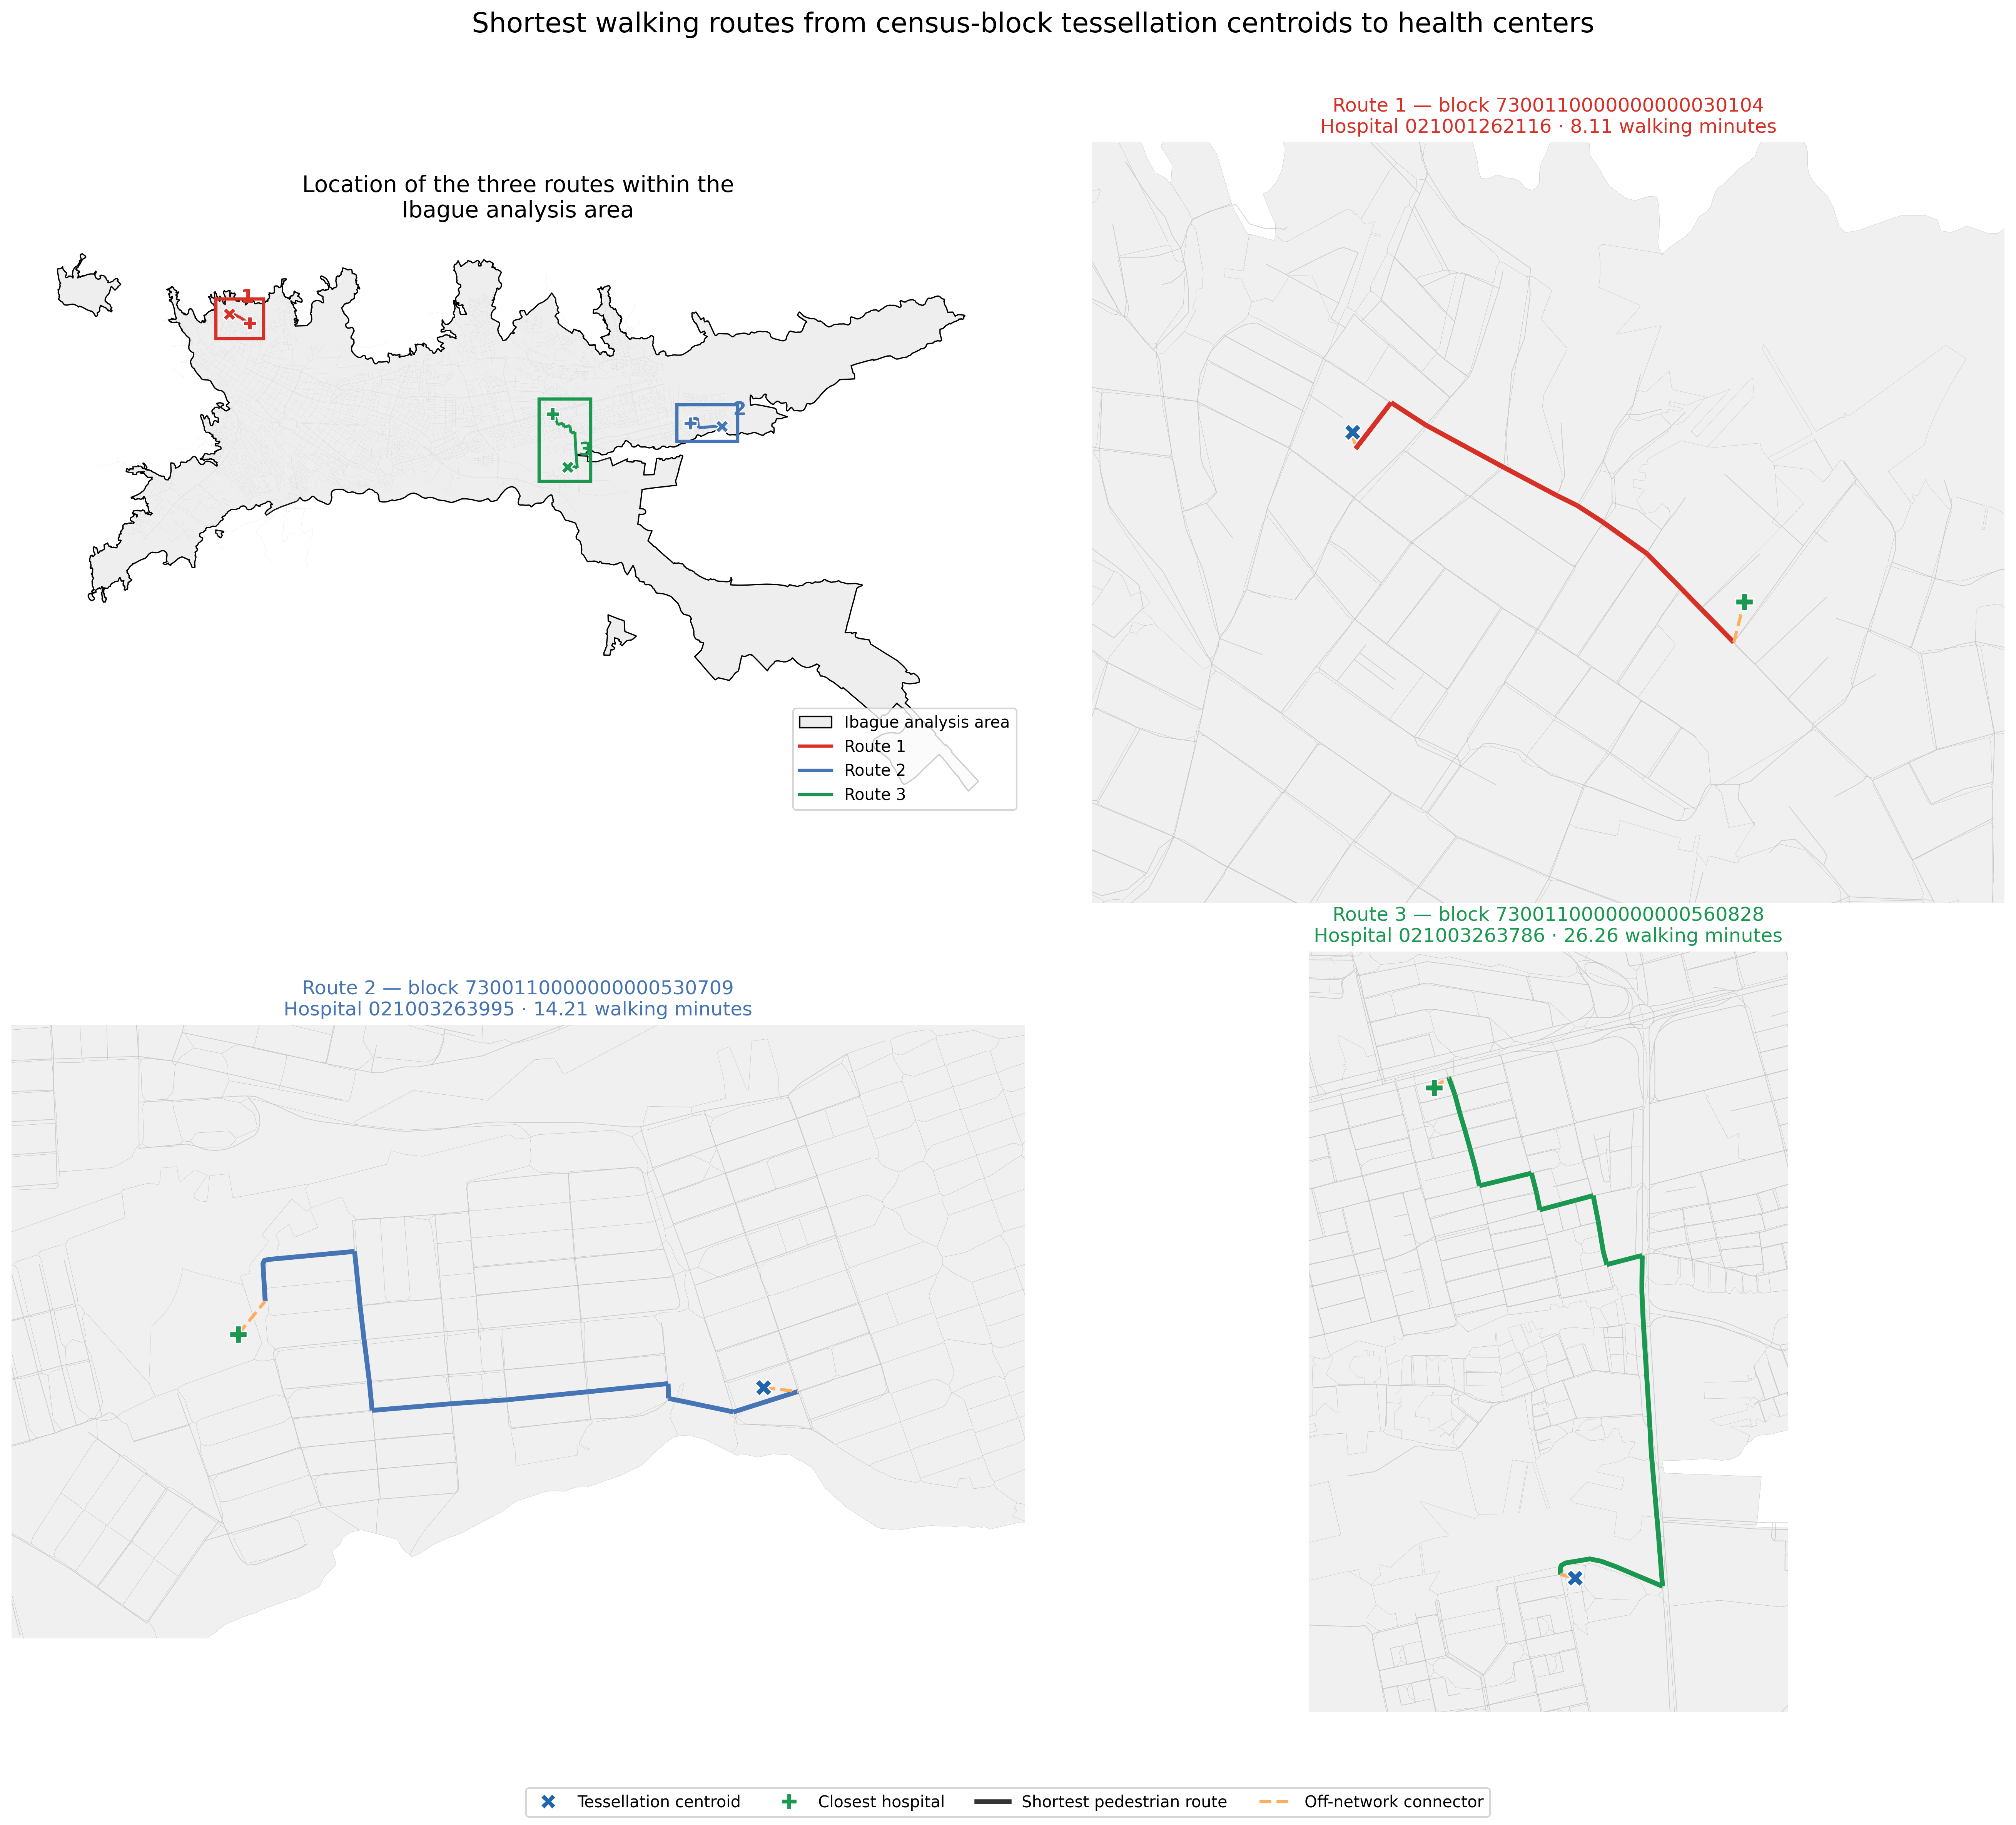 Shortest walking routes from census-block tessellation centroids to health centers
Location of the three routes within the
Ibague analysis area
1
2
3
Ibague analysis area
Route 1
Route 2
Route 3
Route 1 — block 7300110000000000030104
Hospital 021001262116 · 8.11 walking minutes
Route 2 — block 7300110000000000530709
Hospital 021003263995 · 14.21 walking minutes
Route 3 — block 7300110000000000560828
Hospital 021003263786 · 26.26 walking minutes
Tessellation centroid
Closest hospital
Shortest pedestrian route
Off-network connector